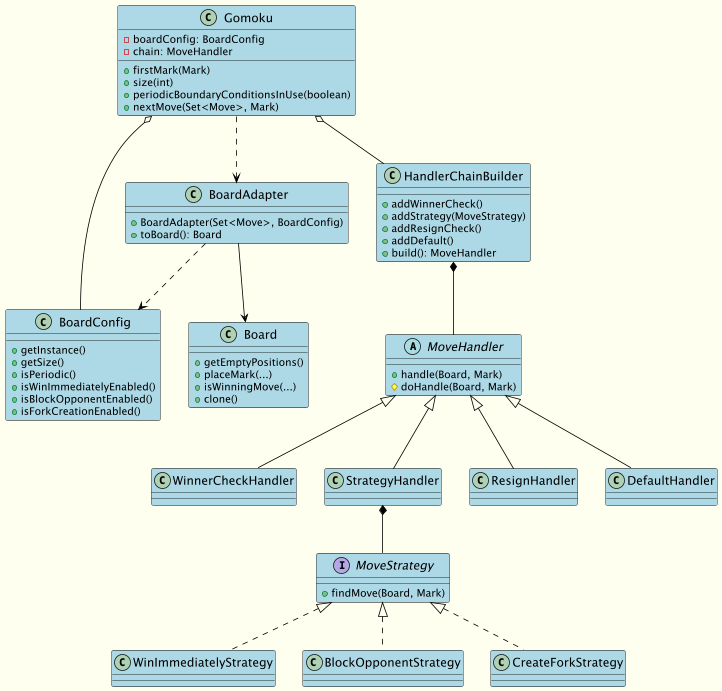 C Gomoku
boardConfig: BoardConfig
chain: MoveHandler
firstMark(Mark)
size(int)
periodicBoundaryConditionsInUse(boolean)
nextMove(Set<Move>, Mark)
C HandlerChainBuilder
addWinnerCheck()
addStrategy(MoveStrategy)
addResignCheck()
addDefault()
build(): MoveHandler
C BoardAdapter
BoardAdapter(Set<Move>, BoardConfig)
toBoard(): Board
C BoardConfig
getInstance()
getSize()
isPeriodic()
isWinImmediatelyEnabled()
isBlockOpponentEnabled()
isForkCreationEnabled()
C Board
getEmptyPositions()
placeMark(...)
isWinningMove(...)
clone()
A MoveHandler
handle(Board, Mark)
doHandle(Board, Mark)
C WinnerCheckHandler
C StrategyHandler
C ResignHandler
C DefaultHandler
I MoveStrategy
findMove(Board, Mark)
C WinImmediatelyStrategy
C BlockOpponentStrategy
C CreateForkStrategy